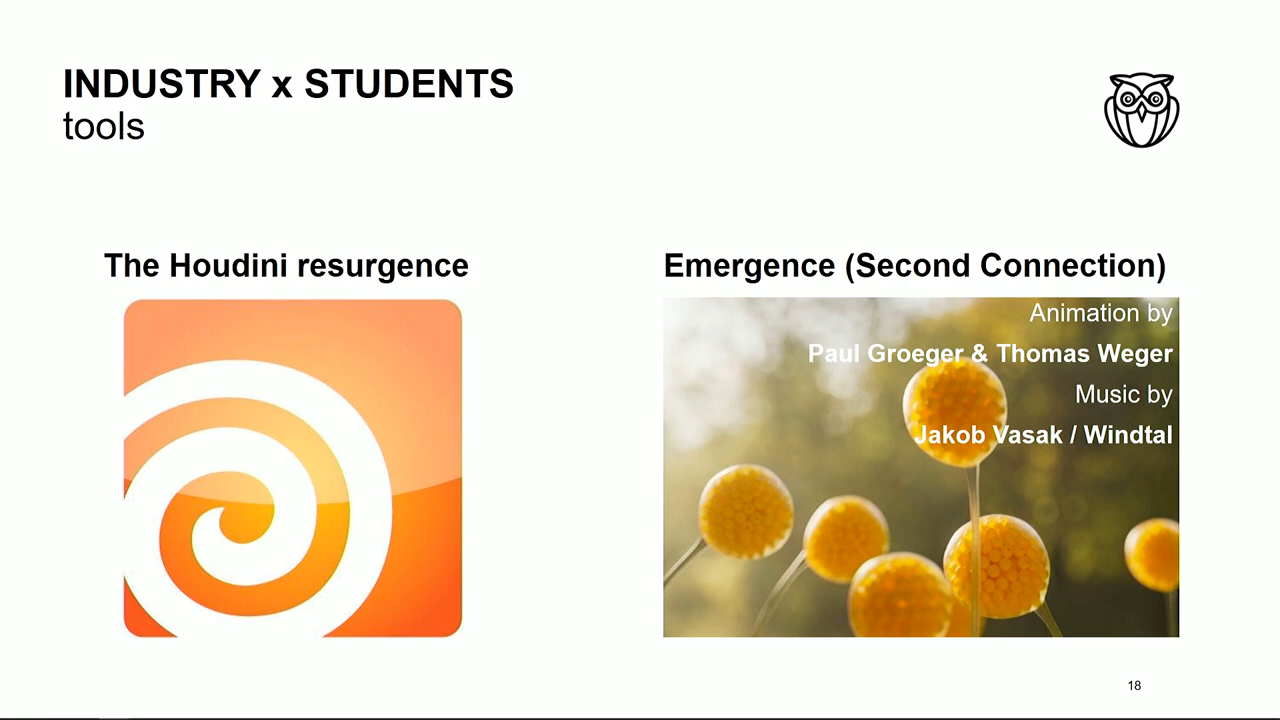 INDUSTRY x STUDENTS
tools
The Houdini resurgence
Emergence (Second Connection)
Animation by
Paul Groeger & Thomas Weger
Music by
Jakob Vasak / Windtal
18